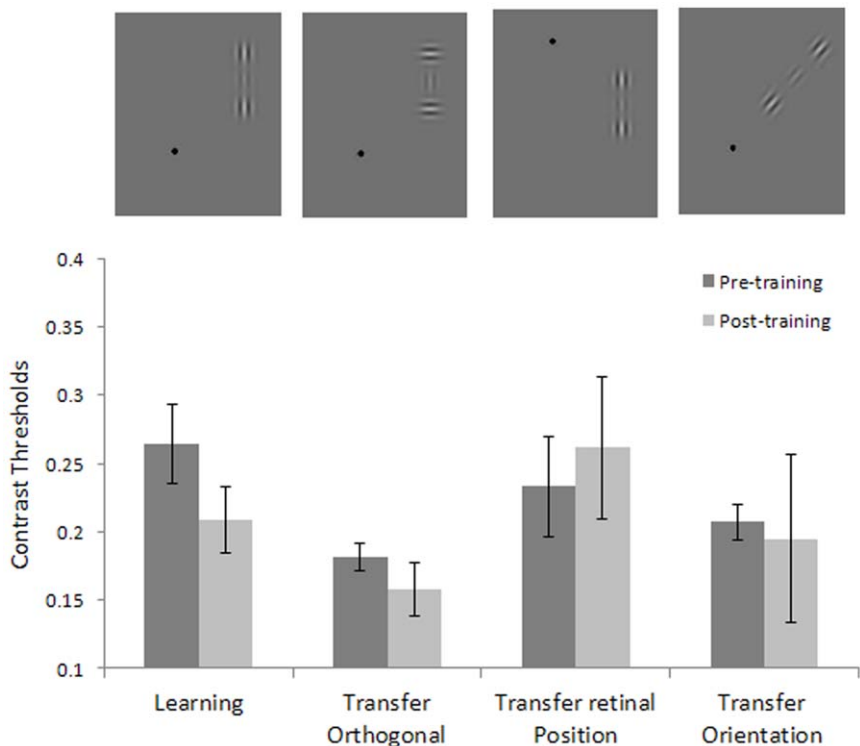 0.4
0.35
0.3
0.25
0.2
0.15
0.1
Contrast Thresholds
Pre-training
Post-training
Learning
Transfer
Orthogonal
Transfer retinal
Position
Transfer
Orientation